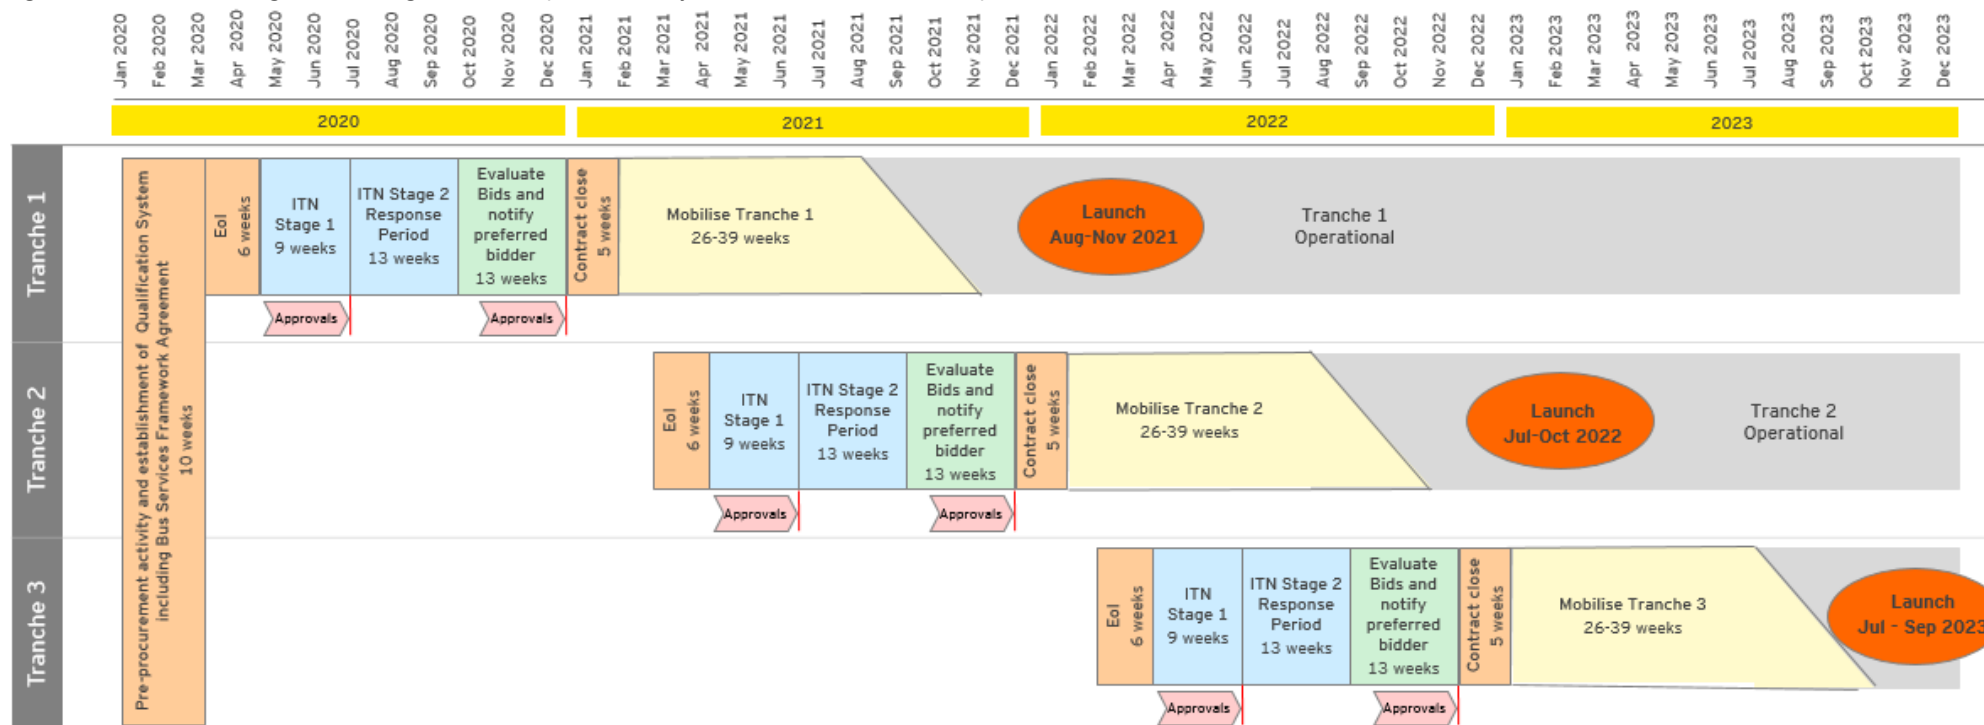 Jan 2020
Feb 2020
Mar 2020
Apr 2020
May 2020
Jun 2020
Jul 2020
Aug 2020
Sep 2020
Oct 2020
Nov 2020
Dec 2020
Jan 2021
Feb 2021
Mar 2021
Apr 2021
May 2021
Jun 2021
Jul 2021
Aug 2021
Sep 2021
Oct 2021
Nov 2021
Dec 2021
Jan 2022
Feb 2022
Mar 2022
Apr 2022
May 2022
Jun 2022
Jul 2022
Aug 2022
Sep 2022
Oct 2022
Nov 2022
Dec 2022
Jan 2023
Feb 2023
Mar 2023
Apr 2023
May 2023
Jun 2023
Jul 2023
Aug 2023
Sep 2023
Oct 2023
Nov 2023
Dec 2023
2020
2021
2022
2023
Pre-procurement activity and establishment of Qualification System
including Bus Services Framework Agreement
10 weeks
Tranche 1
EoI
6 weeks
ITN
Stage 1
9 weeks
ITN Stage 2
Response
Period
13 weeks
Evaluate
Bids and
notify
preferred
bidder
13 weeks
Contract close
5 weeks
Mobilise Tranche 1
26-39 weeks
Launch
Aug-Nov 2021
Tranche 1
Operational
Approvals
Approvals
Tranche 2
EoI
6 weeks
ITN
Stage 1
9 weeks
ITN Stage 2
Response
Period
13 weeks
Evaluate
Bids and
notify
preferred
bidder
13 weeks
Contract close
5 weeks
Mobilise Tranche 2
26-39 weeks
Launch
Jul-Oct 2022
Tranche 2
Operational
Approvals
Approvals
Tranche 3
EoI
6 weeks
ITN
Stage 1
9 weeks
ITN Stage 2
Response
Period
13 weeks
Evaluate
Bids and
notify
preferred
bidder
13 weeks
Contract close
5 weeks
Mobilise Tranche 3
26-39 weeks
Launch
Jul - Sep 2023
Approvals
Approvals